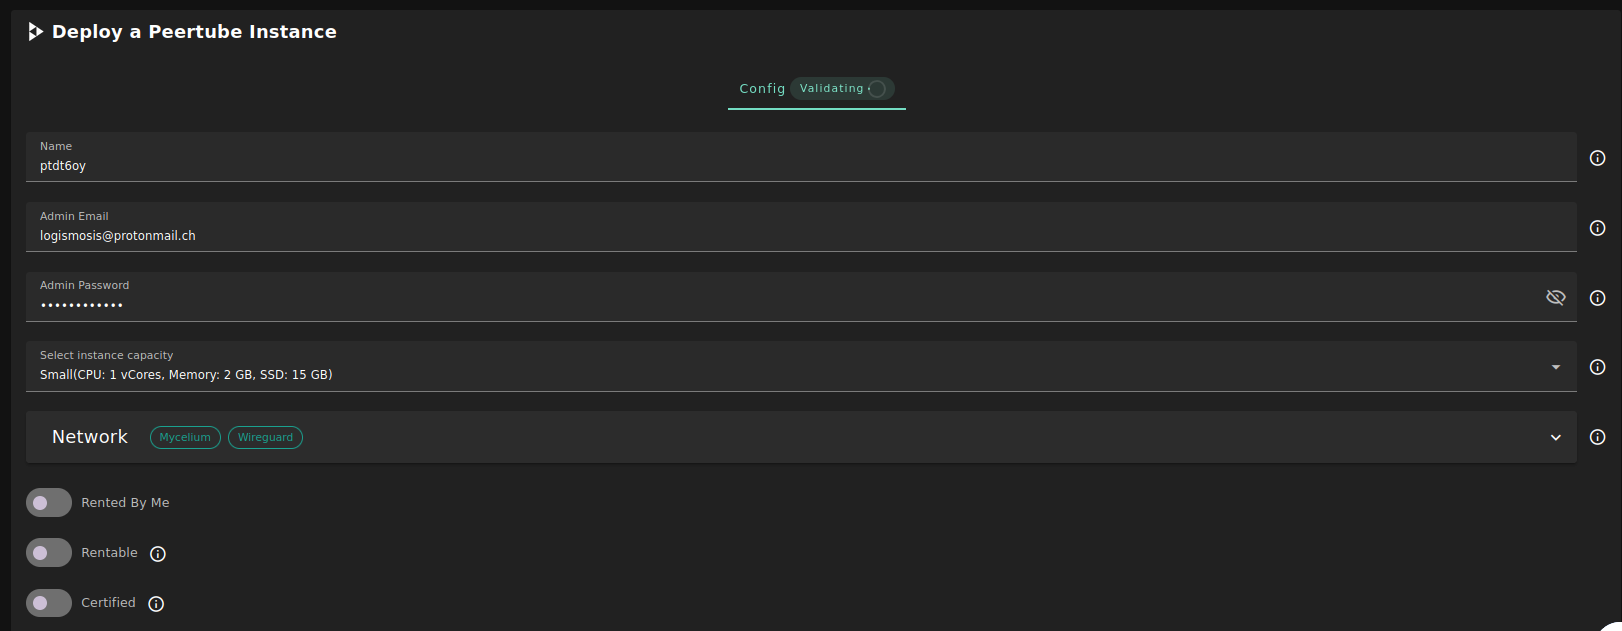 Deploy a Peertube Instance
Config Validating
Name
ptdt6oy
Admin Email
logismosis@protonmail.ch
Admin Password
••••••••••••
Select instance capacity
Small(CPU: 1 vCores, Memory: 2 GB, SSD: 15 GB)
Network Mycelium Wireguard
Rented By Me
Rentable
Certified